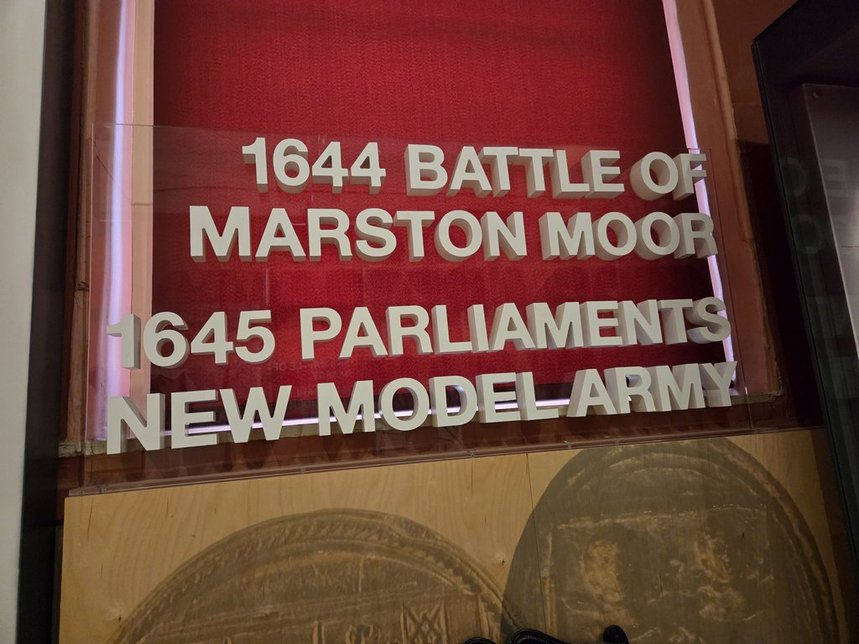 1644 BATTLE OF
MARSTON MOOR
1645 PARLIAMENTS
NEW MODEL ARMY